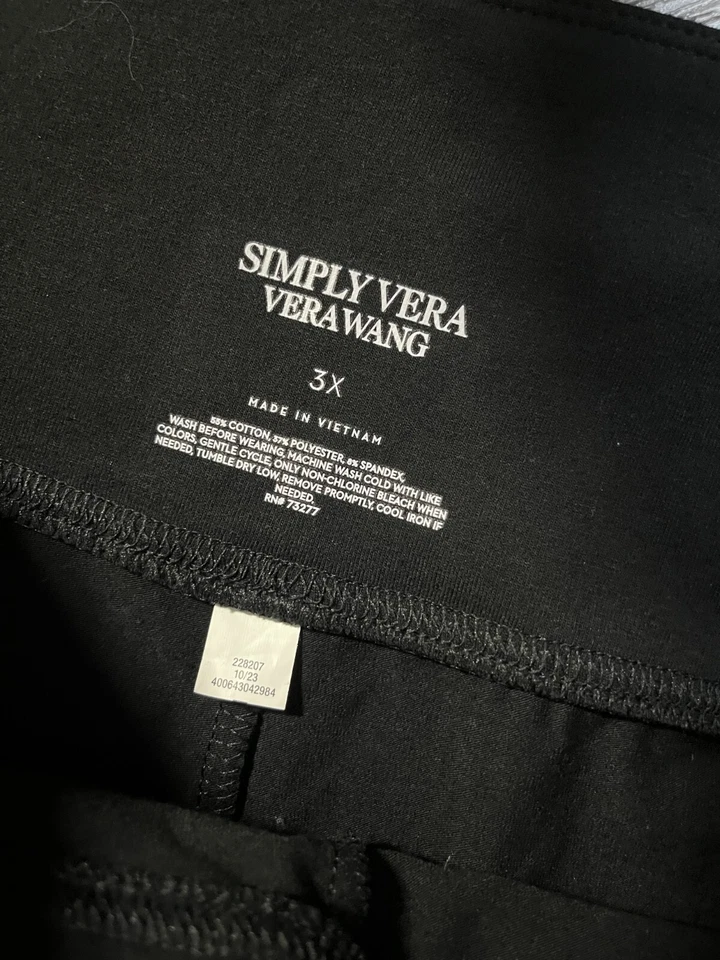 SIMPLY VERA
VERA WANG
3X
MADE IN VIETNAM
55% COTTON, 37% POLYESTER, 8% SPANDEX,
WASH BEFORE WEARING, MACHINE WASH COLD WITH LIKE
COLORS, GENTLE CYCLE, ONLY NON-CHLORINE BLEACH WHEN
NEEDED, TUMBLE DRY LOW, REMOVE PROMPTLY, COOL IRON IF
NEEDED,
RN# 73277
228207
10/23
400643042984